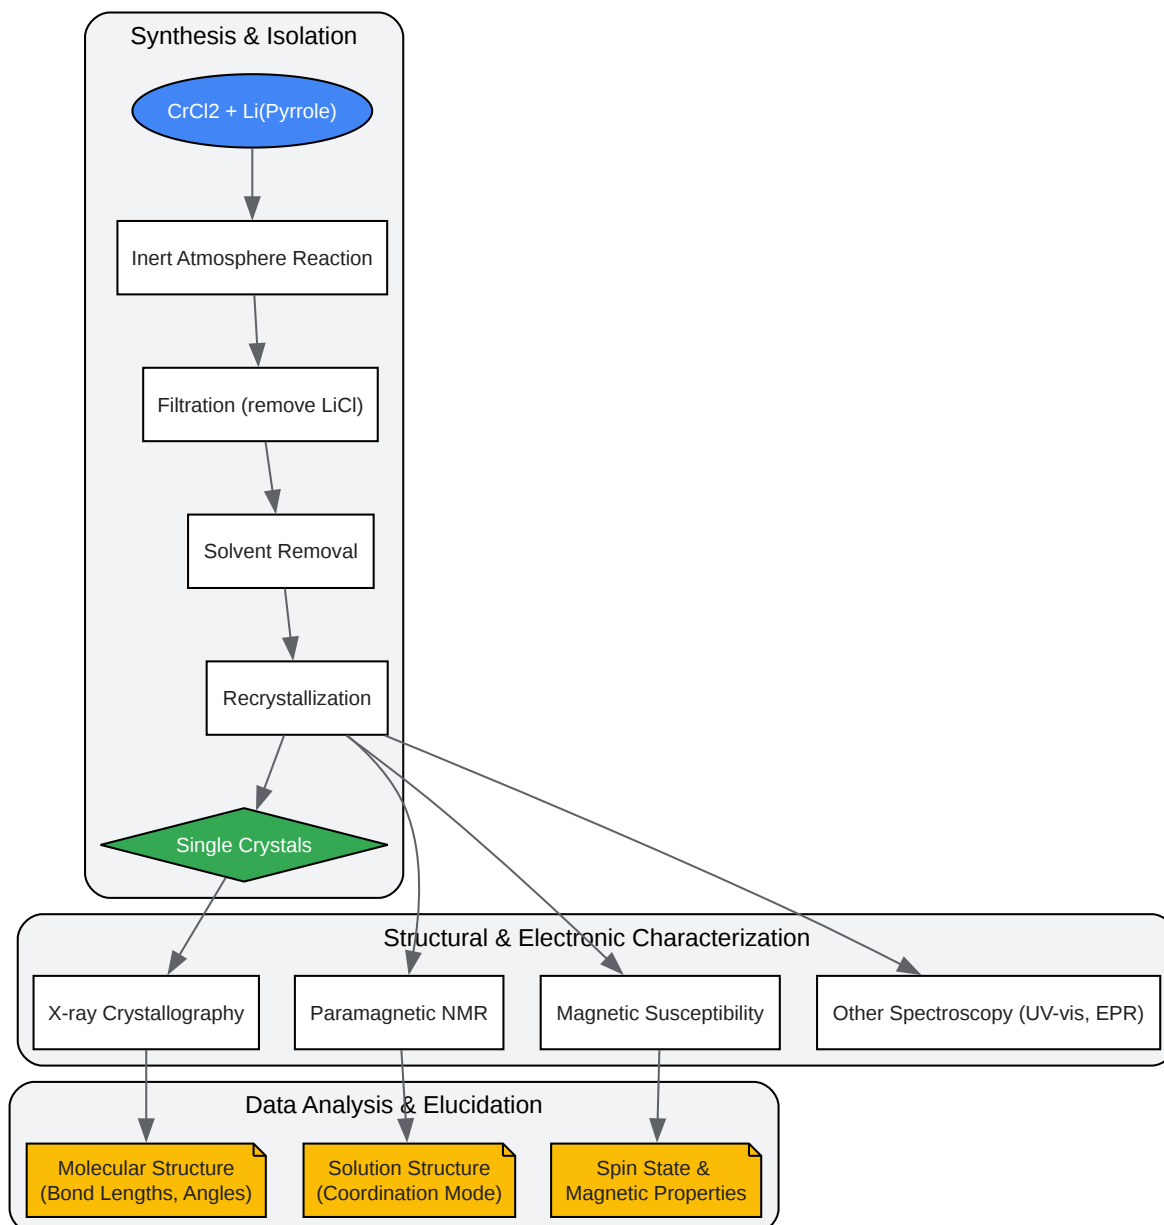 Synthesis & Isolation
CrCl2 + Li(Pyrrole)
Inert Atmosphere Reaction
Filtration (remove LiCl)
Solvent Removal
Recrystallization
Single Crystals
Structural & Electronic Characterization
X-ray Crystallography
Paramagnetic NMR
Magnetic Susceptibility
Other Spectroscopy (UV-vis, EPR)
Data Analysis & Elucidation
Molecular Structure
(Bond Lengths, Angles)
Solution Structure
(Coordination Mode)
Spin State &
Magnetic Properties